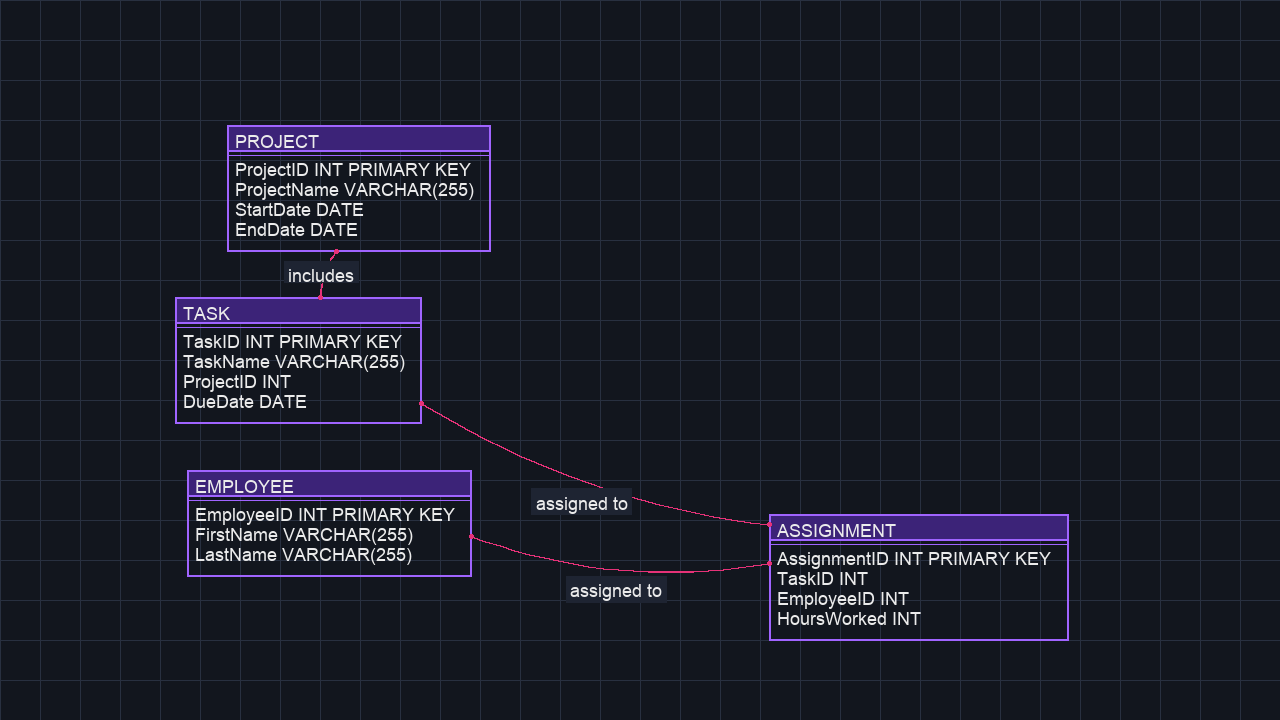 PROJECT
ProjectID INT PRIMARY KEY
ProjectName VARCHAR(255)
StartDate DATE
EndDate DATE
includes
TASK
TaskID INT PRIMARY KEY
TaskName VARCHAR(255)
ProjectID INT
DueDate DATE
EMPLOYEE
EmployeeID INT PRIMARY KEY
FirstName VARCHAR(255)
LastName VARCHAR(255)
assigned to
assigned to
ASSIGNMENT
AssignmentID INT PRIMARY KEY
TaskID INT
EmployeeID INT
HoursWorked INT